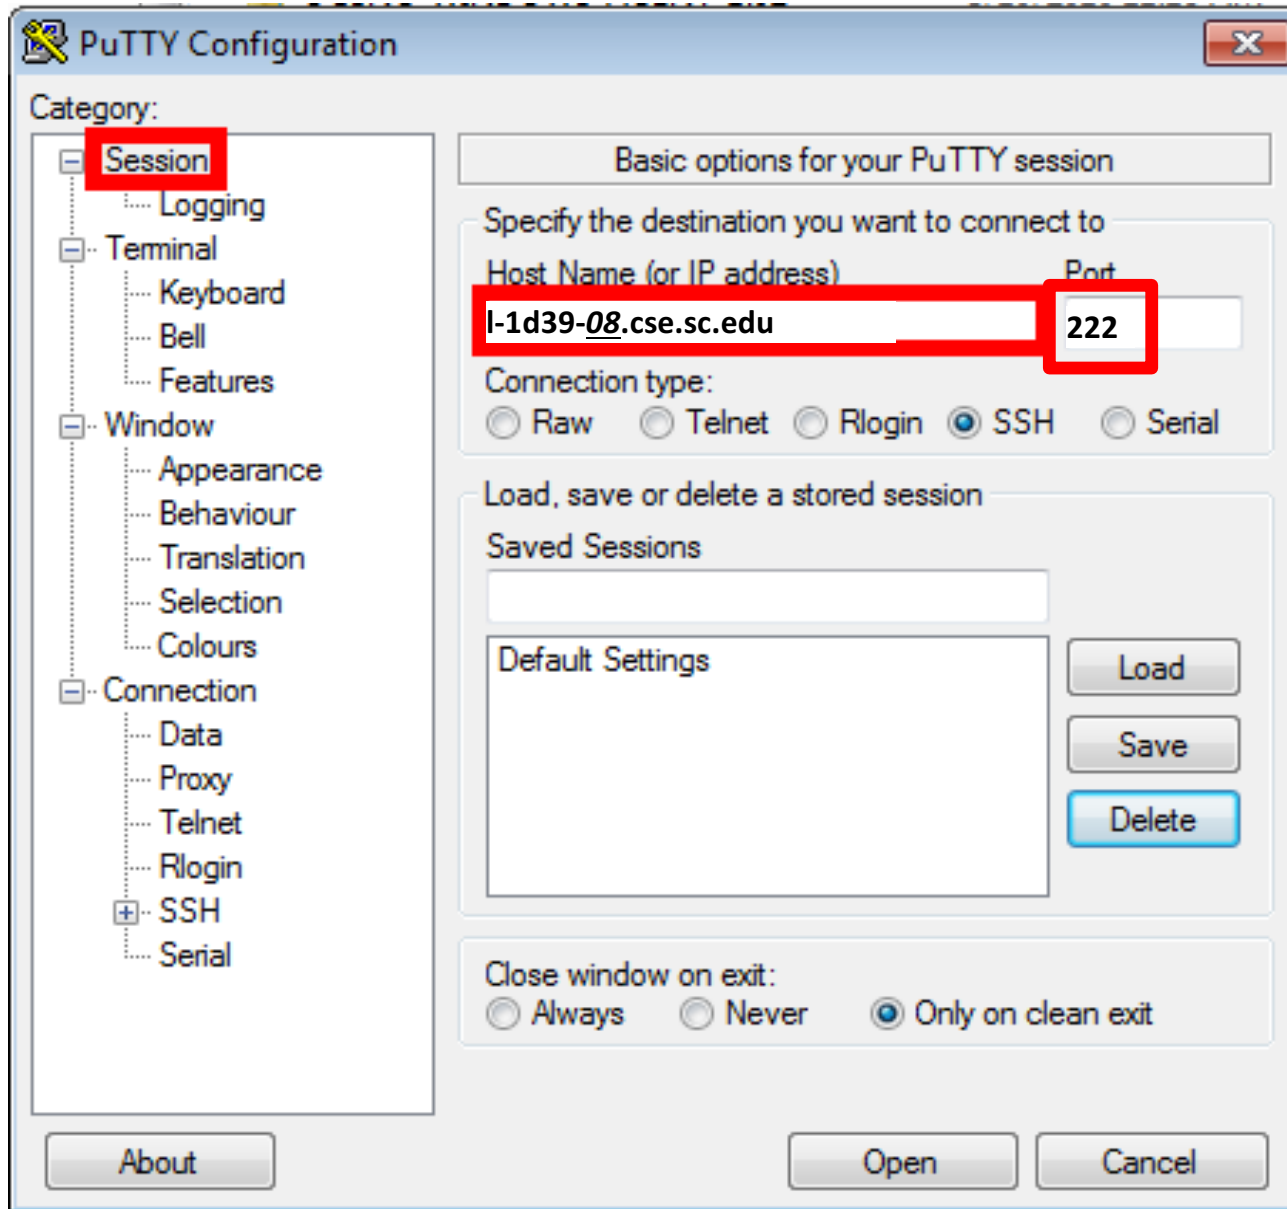 PuTTY Configuration
Category:
Session
Logging
Terminal
Keyboard
Bell
Features
Window
Appearance
Behaviour
Translation
Selection
Colours
Connection
Data
Proxy
Telnet
Rlogin
SSH
Serial
Basic options for your PuTTY session
Specify the destination you want to connect to
Host Name (or IP address) Port
l-1d39-08.cse.sc.edu 222
Connection type:
Raw Telnet Rlogin SSH Serial
Load, save or delete a stored session
Saved Sessions
Default Settings
Load
Save
Delete
Close window on exit:
Always Never Only on clean exit
About Open Cancel